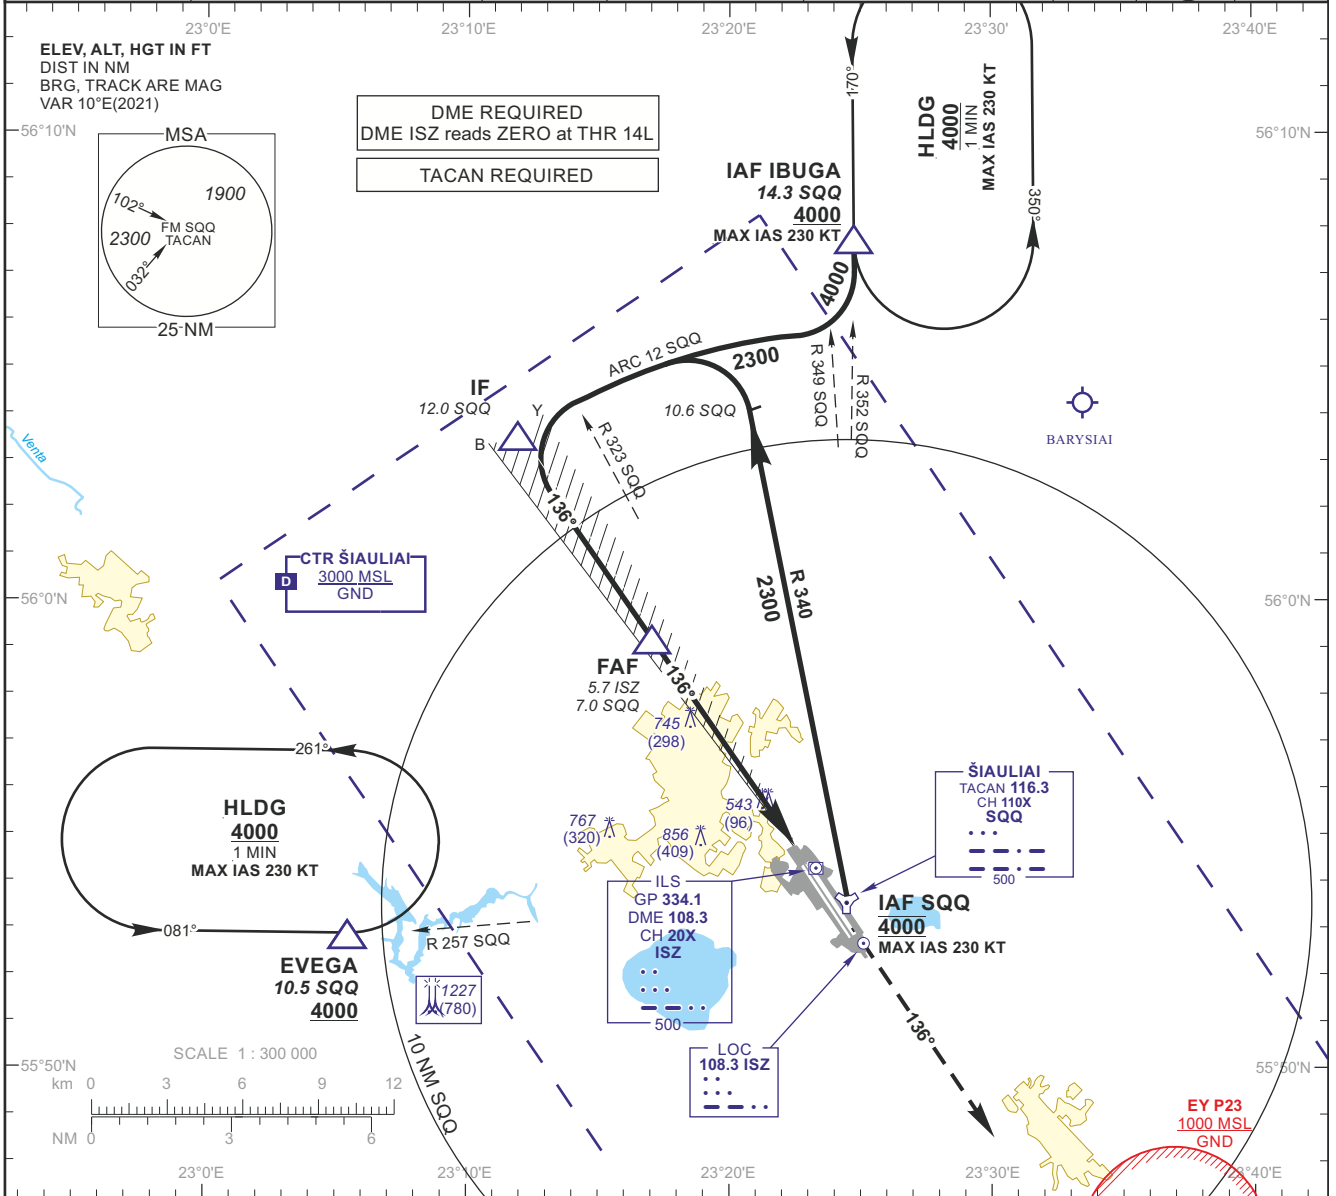 23°0'E
23°10'E
23°20'E
23°30'
23°40'E
ELEV, ALT, HGT IN FT
DIST IN NM
BRG, TRACK ARE MAG
VAR 10°E(2021)
DME REQUIRED
DME ISZ reads ZERO at THR 14L
TACAN REQUIRED
56°10'N
56°10'N
MSA
102°
1900
FM SQQ
TACAN
2300
032°
25 NM
170°
HLDG
4000
1 MIN
MAX IAS 230 KT
350°
IAF IBUGA
14.3 SQQ
4000
MAX IAS 230 KT
4000
ARC 12 SQQ
2300
R 349 SQQ
R 352 SQQ
IF
12.0 SQQ
Y
B
10.6 SQQ
R 323 SQQ
BARYSIAI
Venta
136°
CTR ŠIAULIAI
3000 MSL
GND
D
56°0'N
56°0'N
R 340
2300
FAF
5.7 ISZ
7.0 SQQ
136°
745
(298)
261°
HLDG
4000
1 MIN
MAX IAS 230 KT
081°
767
(320)
856
(409)
543
(96)
ŠIAULIAI
TACAN 116.3
CH 110X
SQQ
500
ILS
GP 334.1
DME 108.3
CH 20X
ISZ
500
IAF SQQ
4000
MAX IAS 230 KT
R 257 SQQ
EVEGA
10.5 SQQ
4000
1227
(780)
10 NM SQQ
LOC
108.3 ISZ
136°
SCALE 1 : 300 000
km 0 3 6 9 12
NM 0 3 6
55°50'N
55°50'N
EY P23
1000 MSL
GND
23°0'E
23°10'E
23°20'E
23°30'E
23°40'E